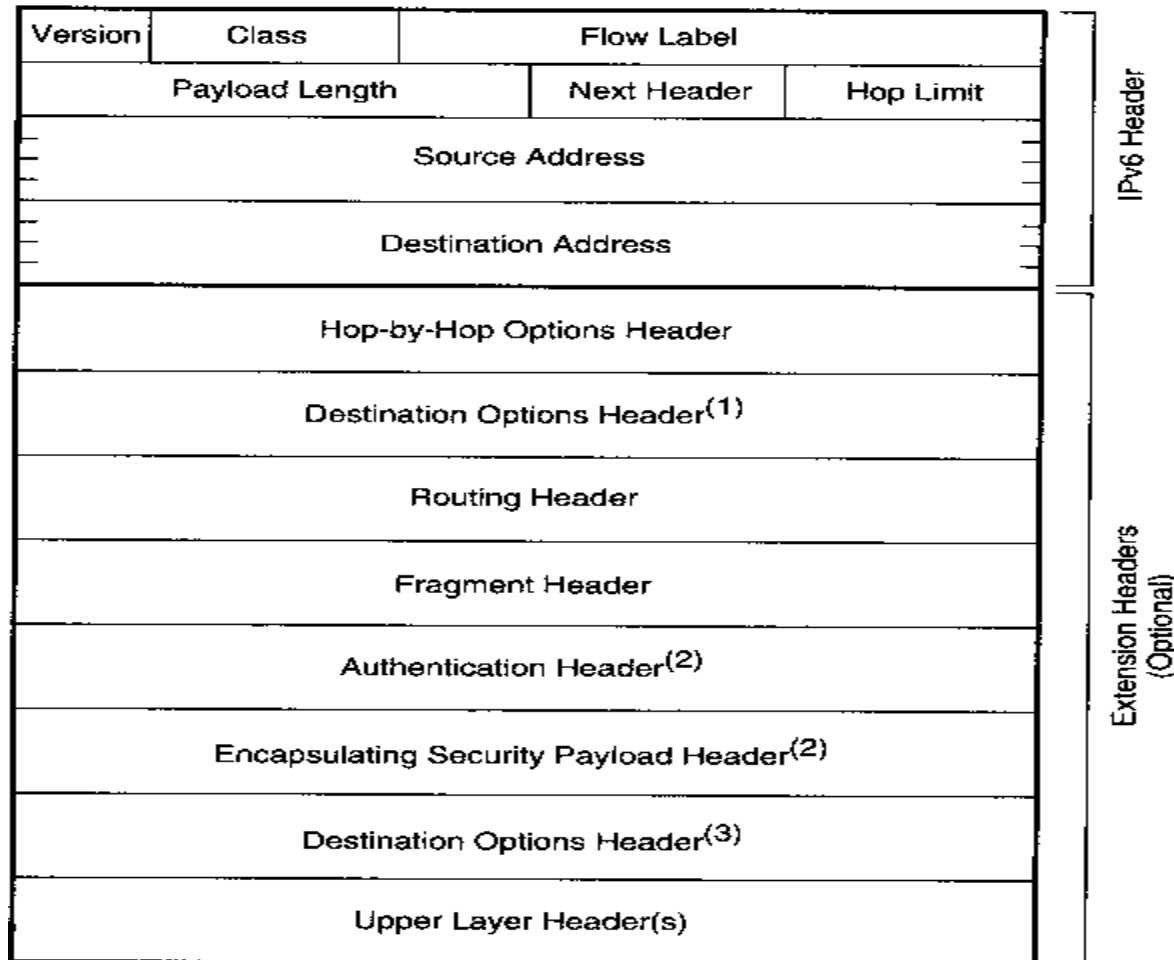 Version Class Flow Label
Payload Length Next Header Hop Limit
Source Address
Destination Address
IPv6 Header
Hop-by-Hop Options Header
Destination Options Header(1)
Routing Header
Fragment Header
Authentication Header(2)
Encapsulating Security Payload Header(2)
Destination Options Header(3)
Upper Layer Header(s)
Extension Headers
(Optional)